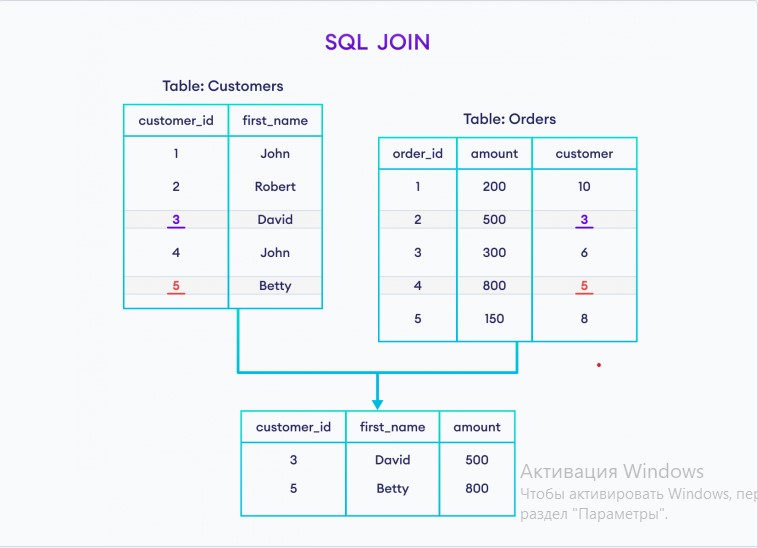 SQL JOIN
Table: Customers
customer_id first_name
1 John
2 Robert
3 David
4 John
5 Betty
Table: Orders
order_id amount customer
1 200 10
2 500 3
3 300 6
4 800 5
5 150 8
customer_id first_name amount
3 David 500
5 Betty 800
Активация Windows
Чтобы активировать Windows,
раздел "Параметры".